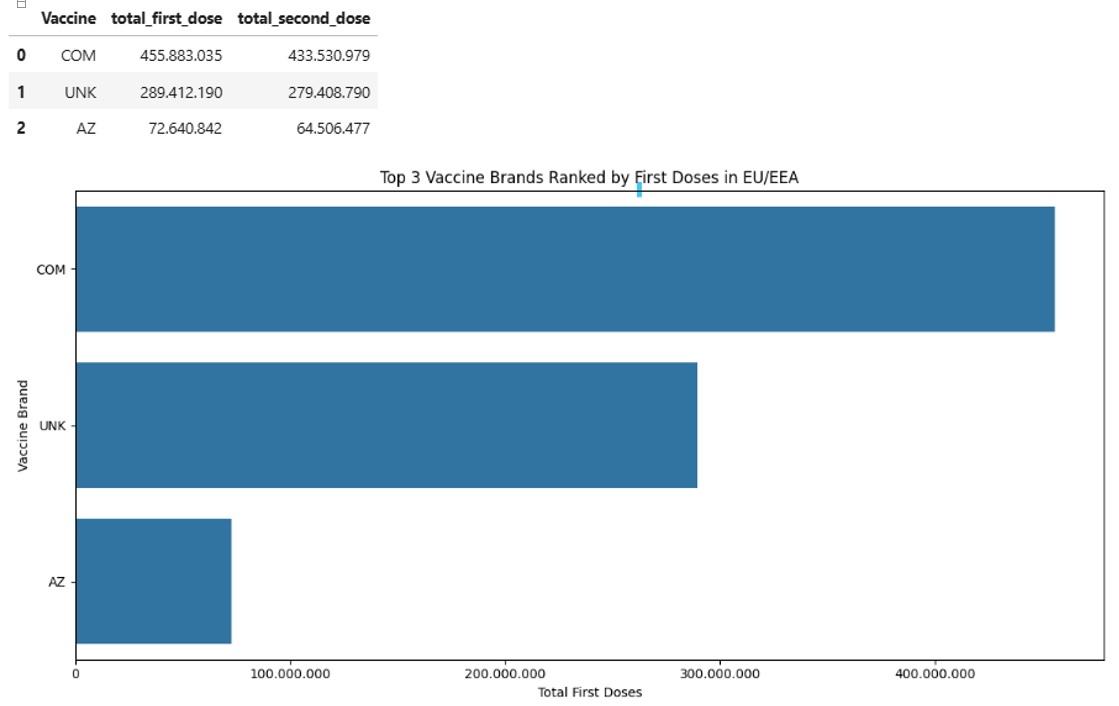 Vaccine total_first_dose total_second_dose
0 COM 455.883.035 433.530.979
1 UNK 289.412.190 279.408.790
2 AZ 72.640.842 64.506.477
Top 3 Vaccine Brands Ranked by First Doses in EU/EEA
COM
UNK
AZ
Vaccine Brand
0 100.000.000 200.000.000 300.000.000 400.000.000
Total First Doses